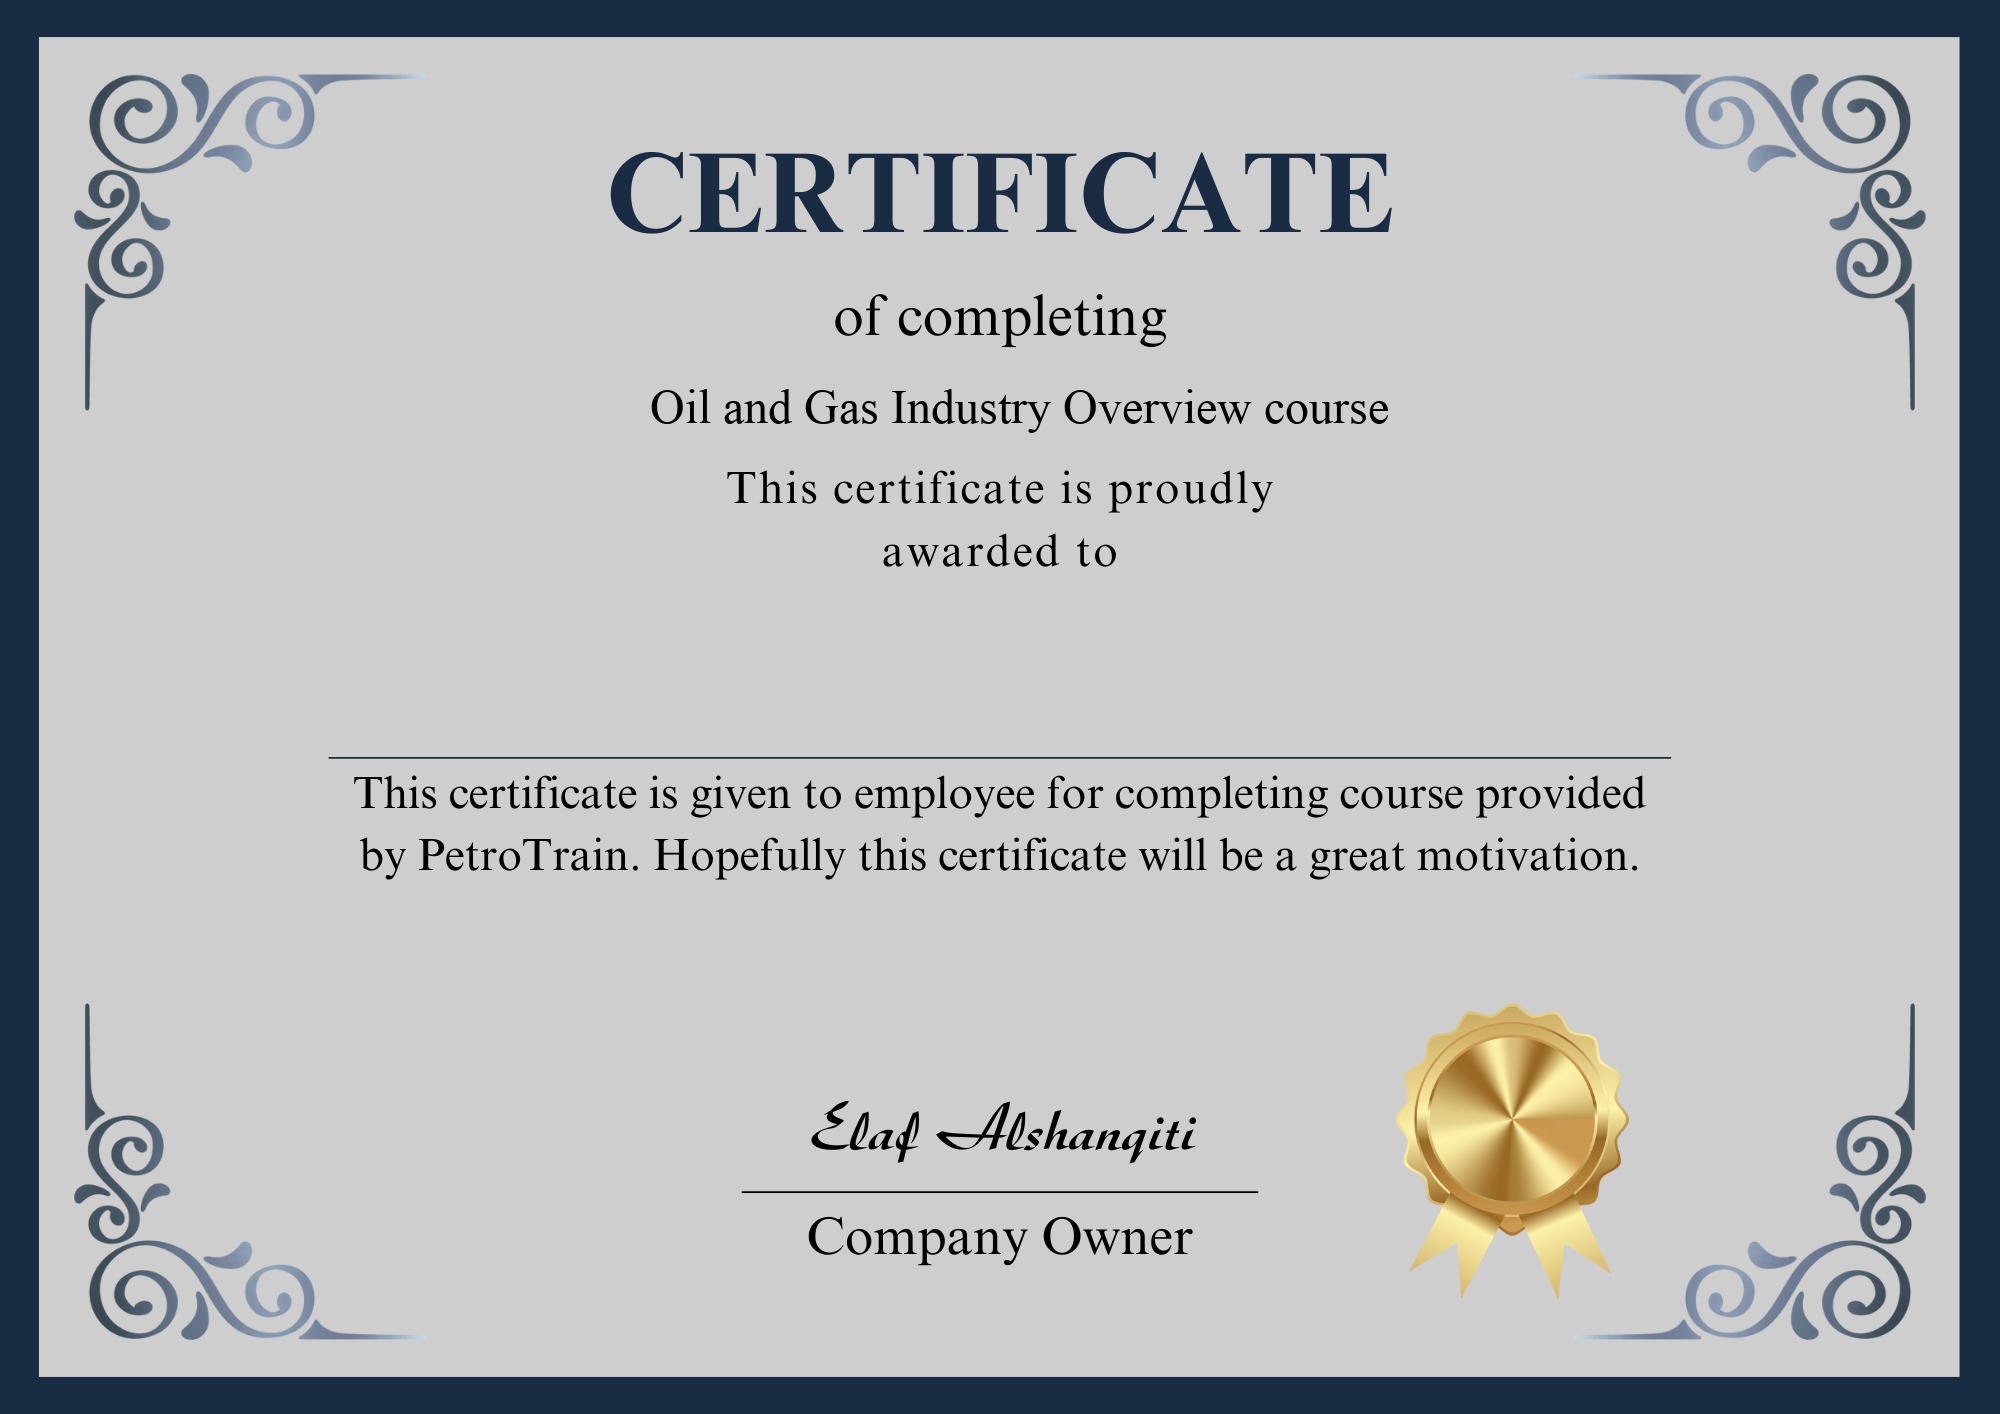 CERTIFICATE
of completing
Oil and Gas Industry Overview course
This certificate is proudly
awarded to
This certificate is given to employee for completing course provided
by PetroTrain. Hopefully this certificate will be a great motivation.
Elaf Alshanqiti
Company Owner